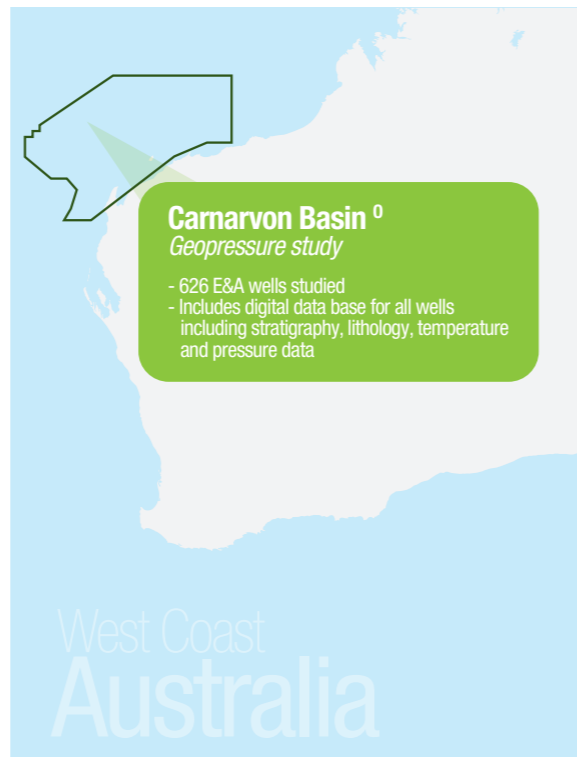 Carnarvon Basin ⁰
Geopressure study
- 626 E&A wells studied
- Includes digital data base for all wells
including stratigraphy, lithology, temperature
and pressure data
West Coast
Australia